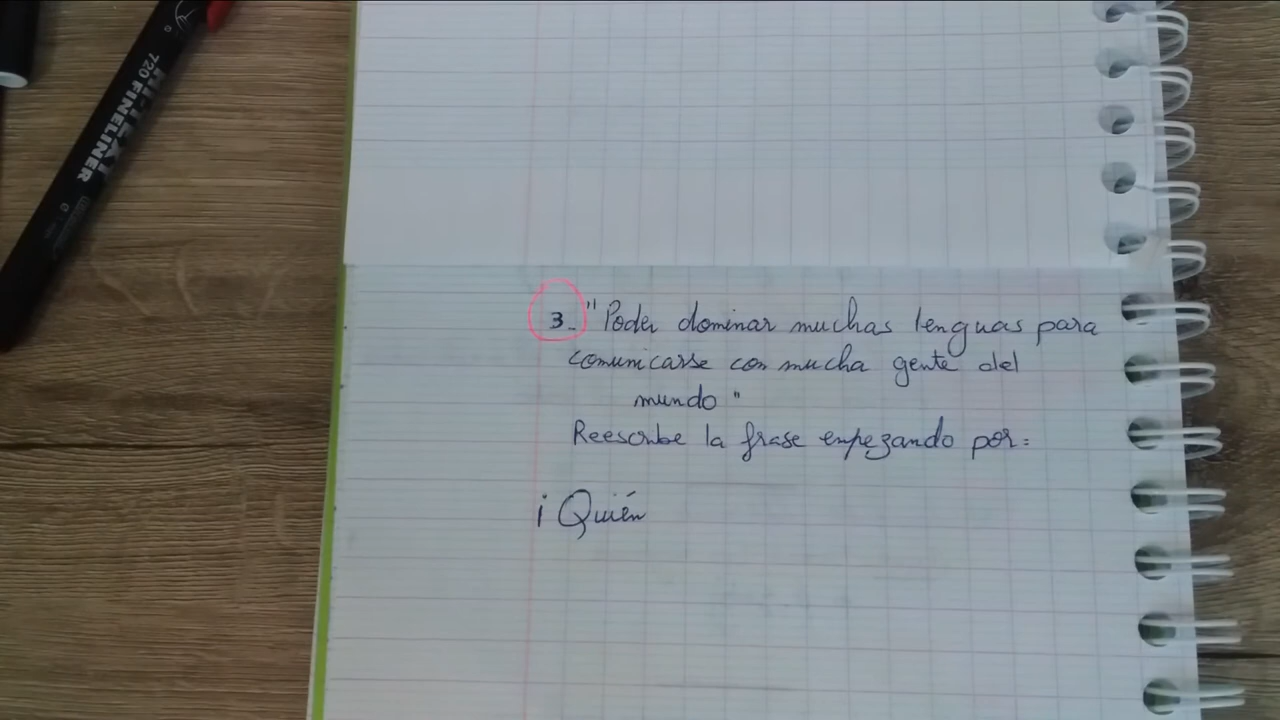 720 FINELINER
3_ "Poder dominar muchas lenguas para
comunicarse con mucha gente del
mundo"
Reescribe la frase empezando por:
¡Quién